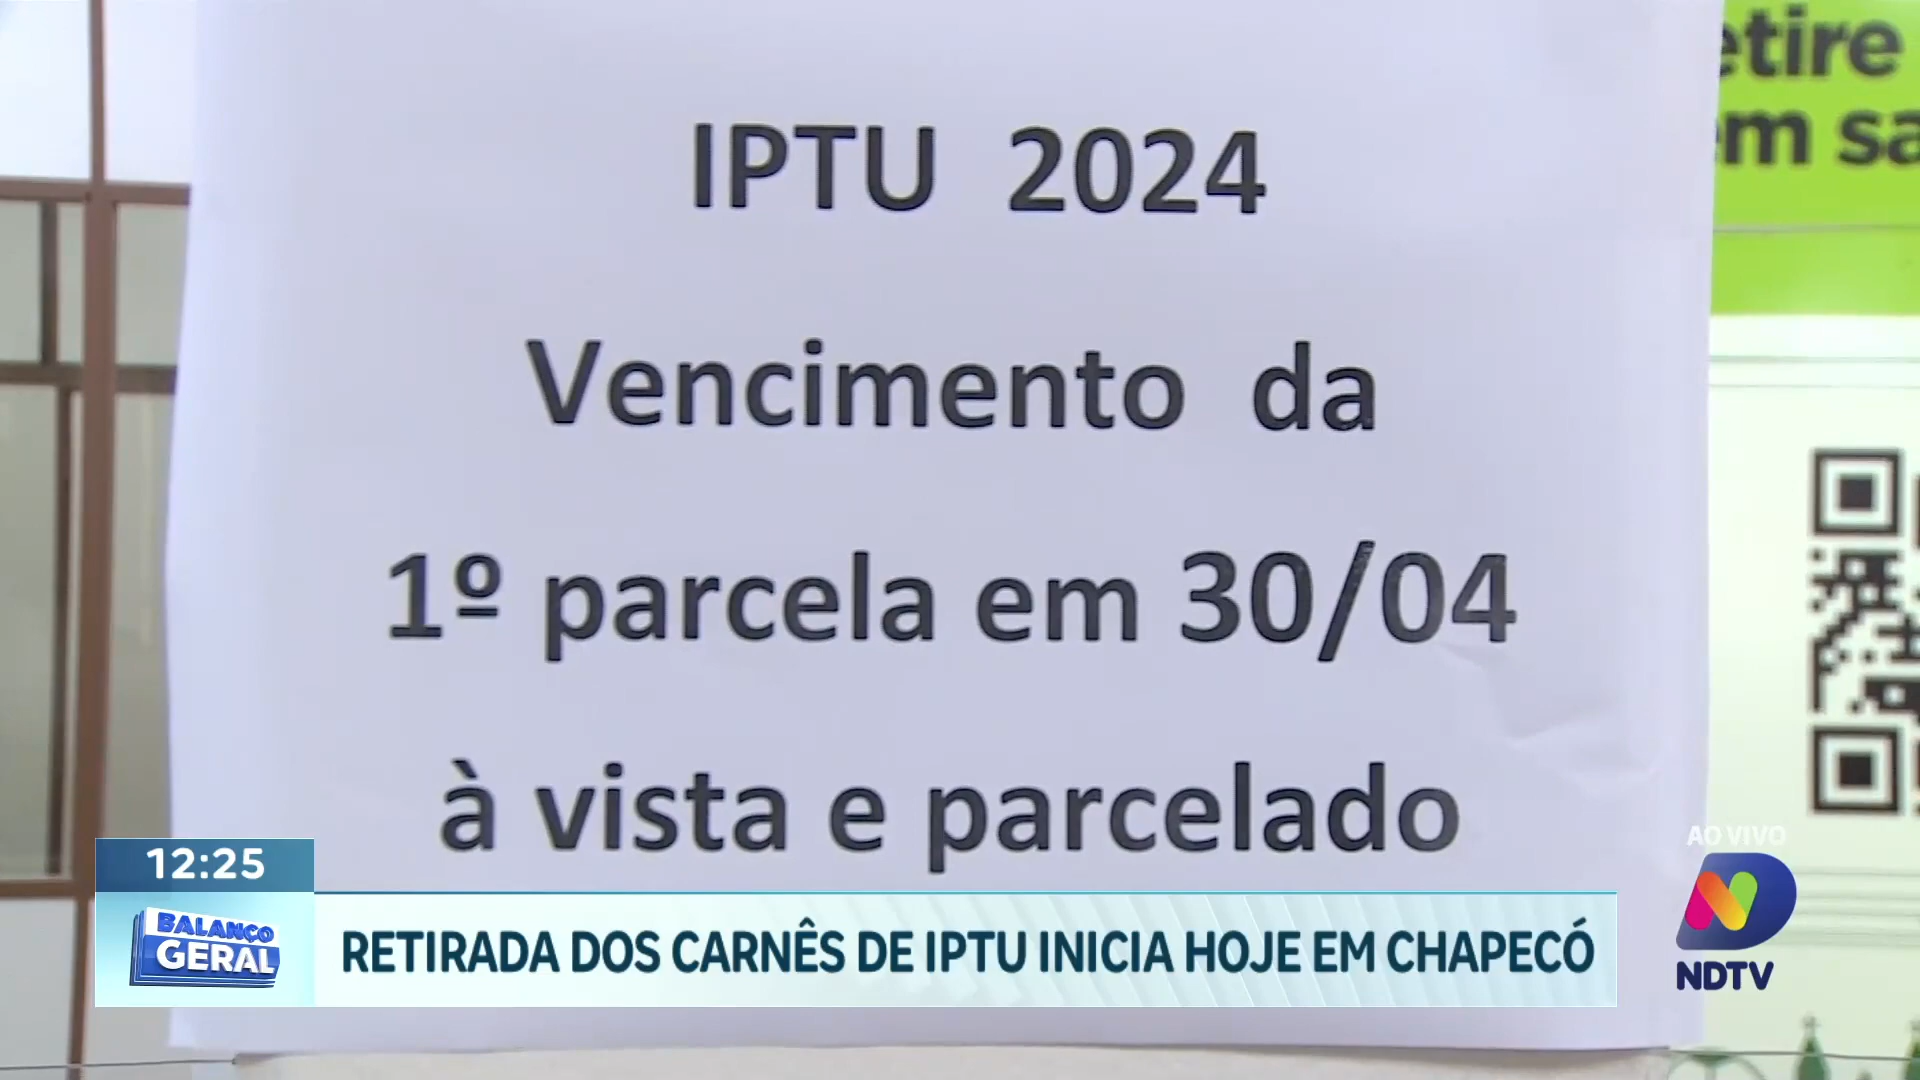 etire
em sa
IPTU 2024
Vencimento da
1º parcela em 30/04
à vista e parcelado
12:25
BALANÇO
GERAL
RETIRADA DOS CARNÊS DE IPTU INICIA HOJE EM CHAPECÓ
AO VIVO
NDTV